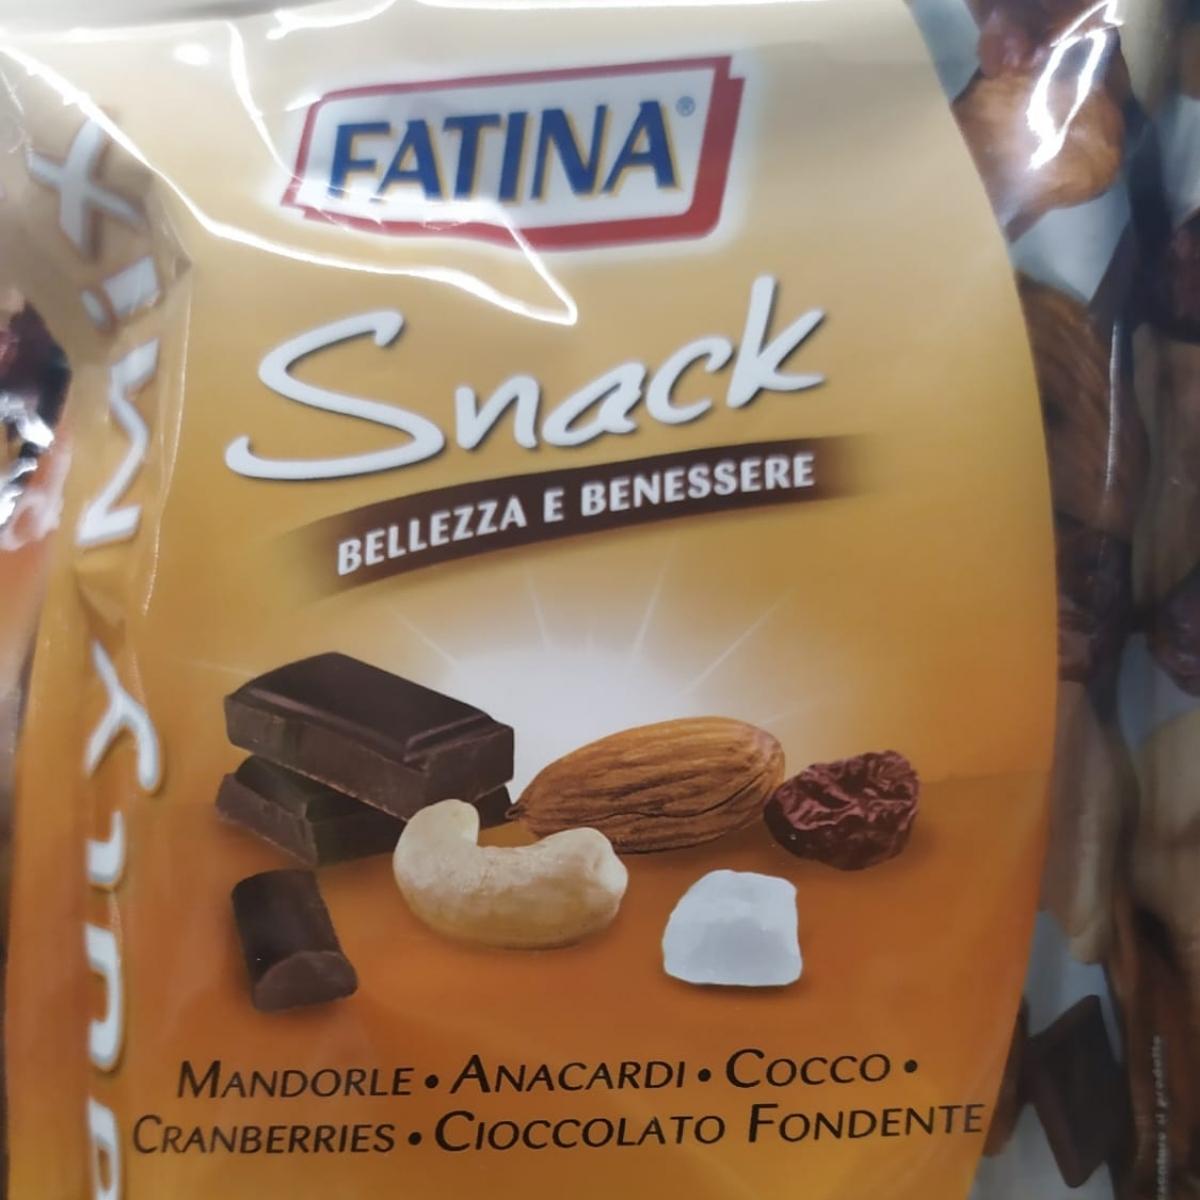 FATINA®
Snack
BELLEZZA E BENESSERE
MANDORLE • ANACARDI • COCCO •
CRANBERRIES • CIOCCOLATO FONDENTE